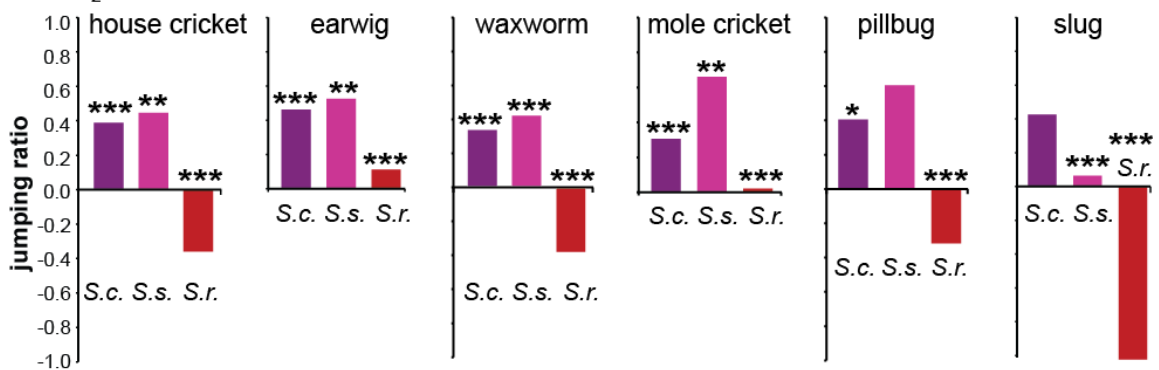 2
house cricket earwig waxworm mole cricket pillbug slug
jumping ratio
1.0
0.8
0.6
0.4
0.2
0.0
-0.2
-0.4
-0.6
-0.8
-1.0
*** ** ***
S.c. S.s. S.r.
*** ** ***
S.c. S.s. S.r.
*** *** ***
S.c. S.s. S.r.
*** ** ***
S.c. S.s. S.r.
* ***
S.c. S.s. S.r.
*** ***
S.c. S.s. S.r.